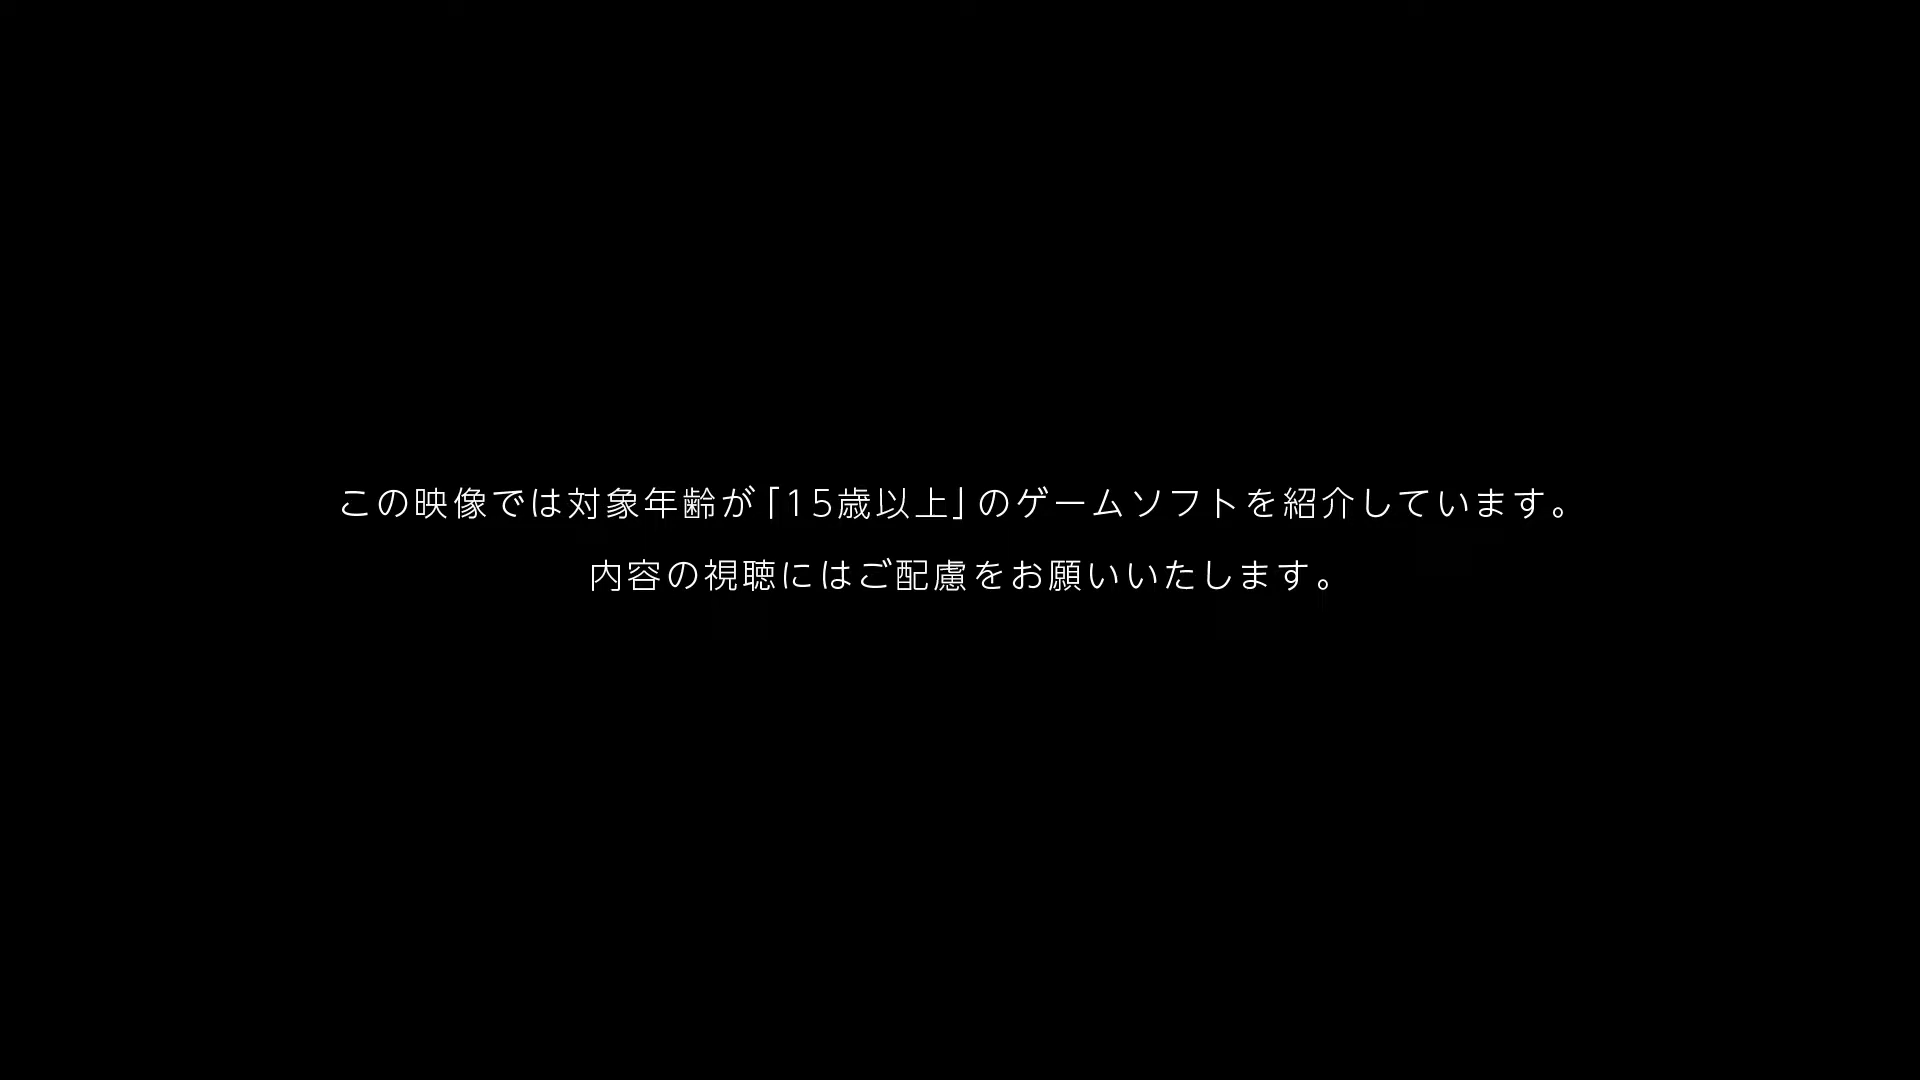 この映像では対象年齢が「15歳以上」のゲームソフトを紹介しています。
内容の視聴にはご配慮をお願いいたします。